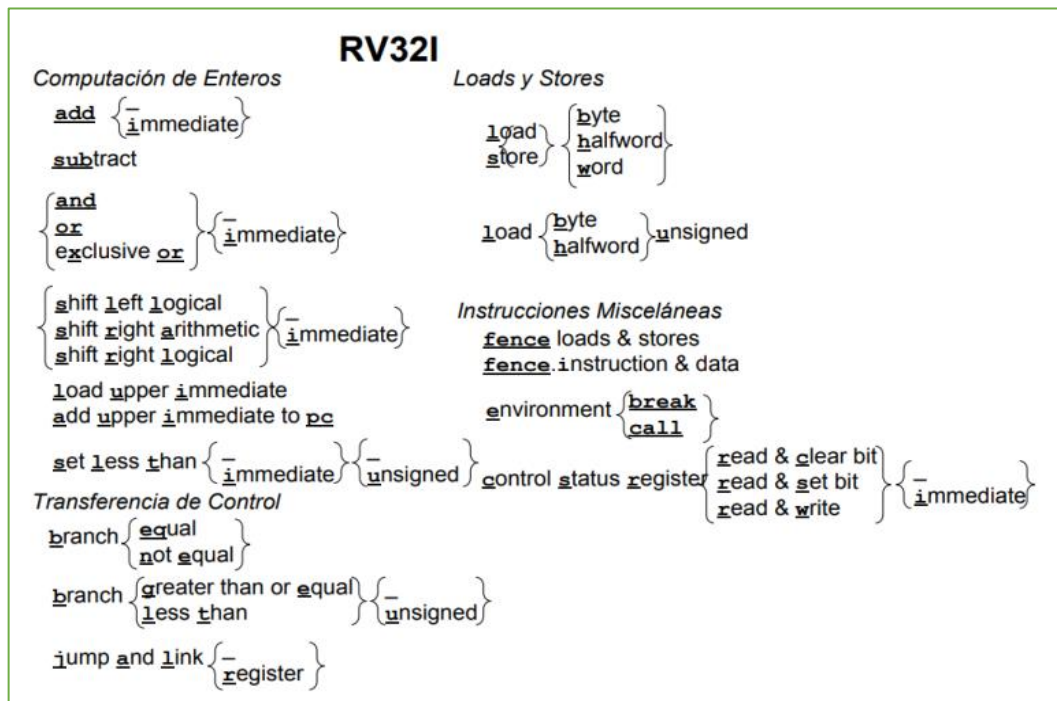 RV32I
Computación de Enteros
add { _
immediate }
subtract
and
or
exclusive or
_
immediate
shift left logical
shift right arithmetic
shift right logical
_
immediate
load upper immediate
add upper immediate to pc
set less than
_
immediate
_
unsigned
Transferencia de Control
branch
equal
not equal
branch
greater than or equal
less than
_
unsigned
jump and link
_
register
Loads y Stores
load
store
byte
halfword
word
load
byte
halfword
unsigned
Instrucciones Misceláneas
fence loads & stores
fence.instruction & data
environment
break
call
control status register
read & clear bit
read & set bit
read & write
_
immediate